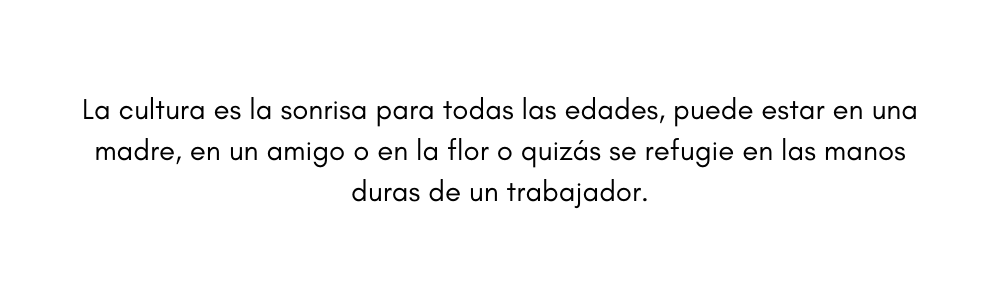 La cultura es la sonrisa para todas las edades, puede estar en una
madre, en un amigo o en la flor o quizás se refugie en las manos
duras de un trabajador.